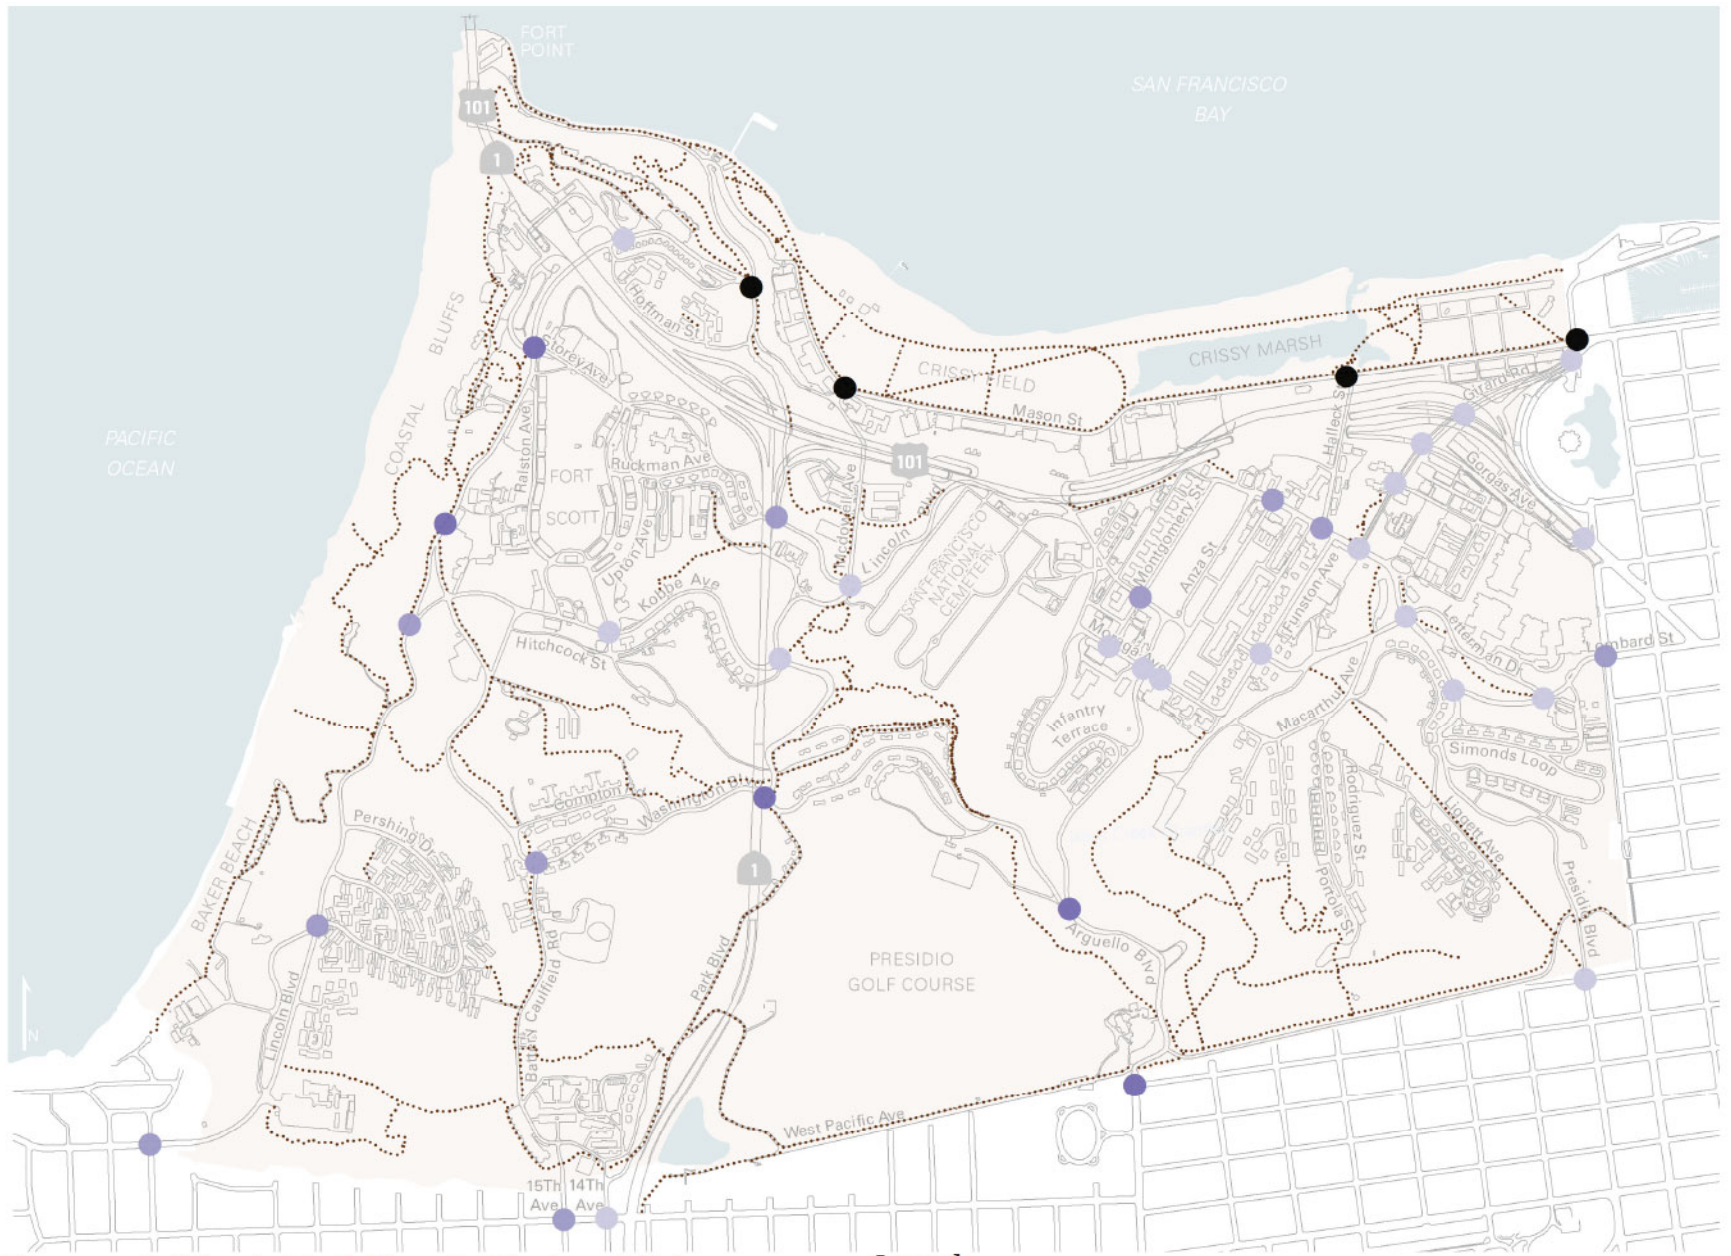 FORT
POINT
SAN FRANCISCO
BAY
101
1
Hoffman St
BLUFFS
COASTAL
Storey Ave
CRISSY MARSH
CRISSY FIELD
Mason St
Girard Rd
Halleck St
PACIFIC
OCEAN
Ralston Ave
FORT
SCOTT
Ruckman Ave
101
Gorgas Ave
Upton Ave
Mcdowell Ave
Lincoln Blvd
SAN FRANCISCO
NATIONAL
CEMETERY
Montgomery St
Anza St
Funston Ave
Kobbe Ave
Hitchcock St
Letterman Dr
Lombard St
Infantry
Terrace
Macarthur Ave
Simonds Loop
Compton Rd
Washington Blvd
Rodriguez St
Liggett Ave
Pershing Dr
BAKER BEACH
1
Portola St
Presidio Blvd
Arguello Blvd
PRESIDIO
GOLF COURSE
Park Blvd
Lincoln Blvd
Battery Caulfield Rd
N
West Pacific Ave
15Th 14Th
Ave Ave